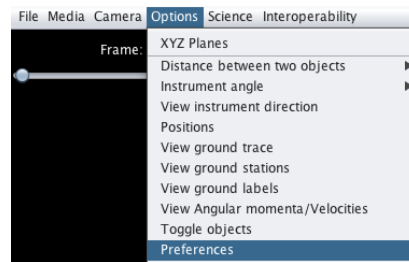 File Media Camera Options Science Interoperability
Frame:
XYZ Planes
Distance between two objects
Instrument angle
View instrument direction
Positions
View ground trace
View ground stations
View ground labels
View Angular momenta/Velocities
Toggle objects
Preferences